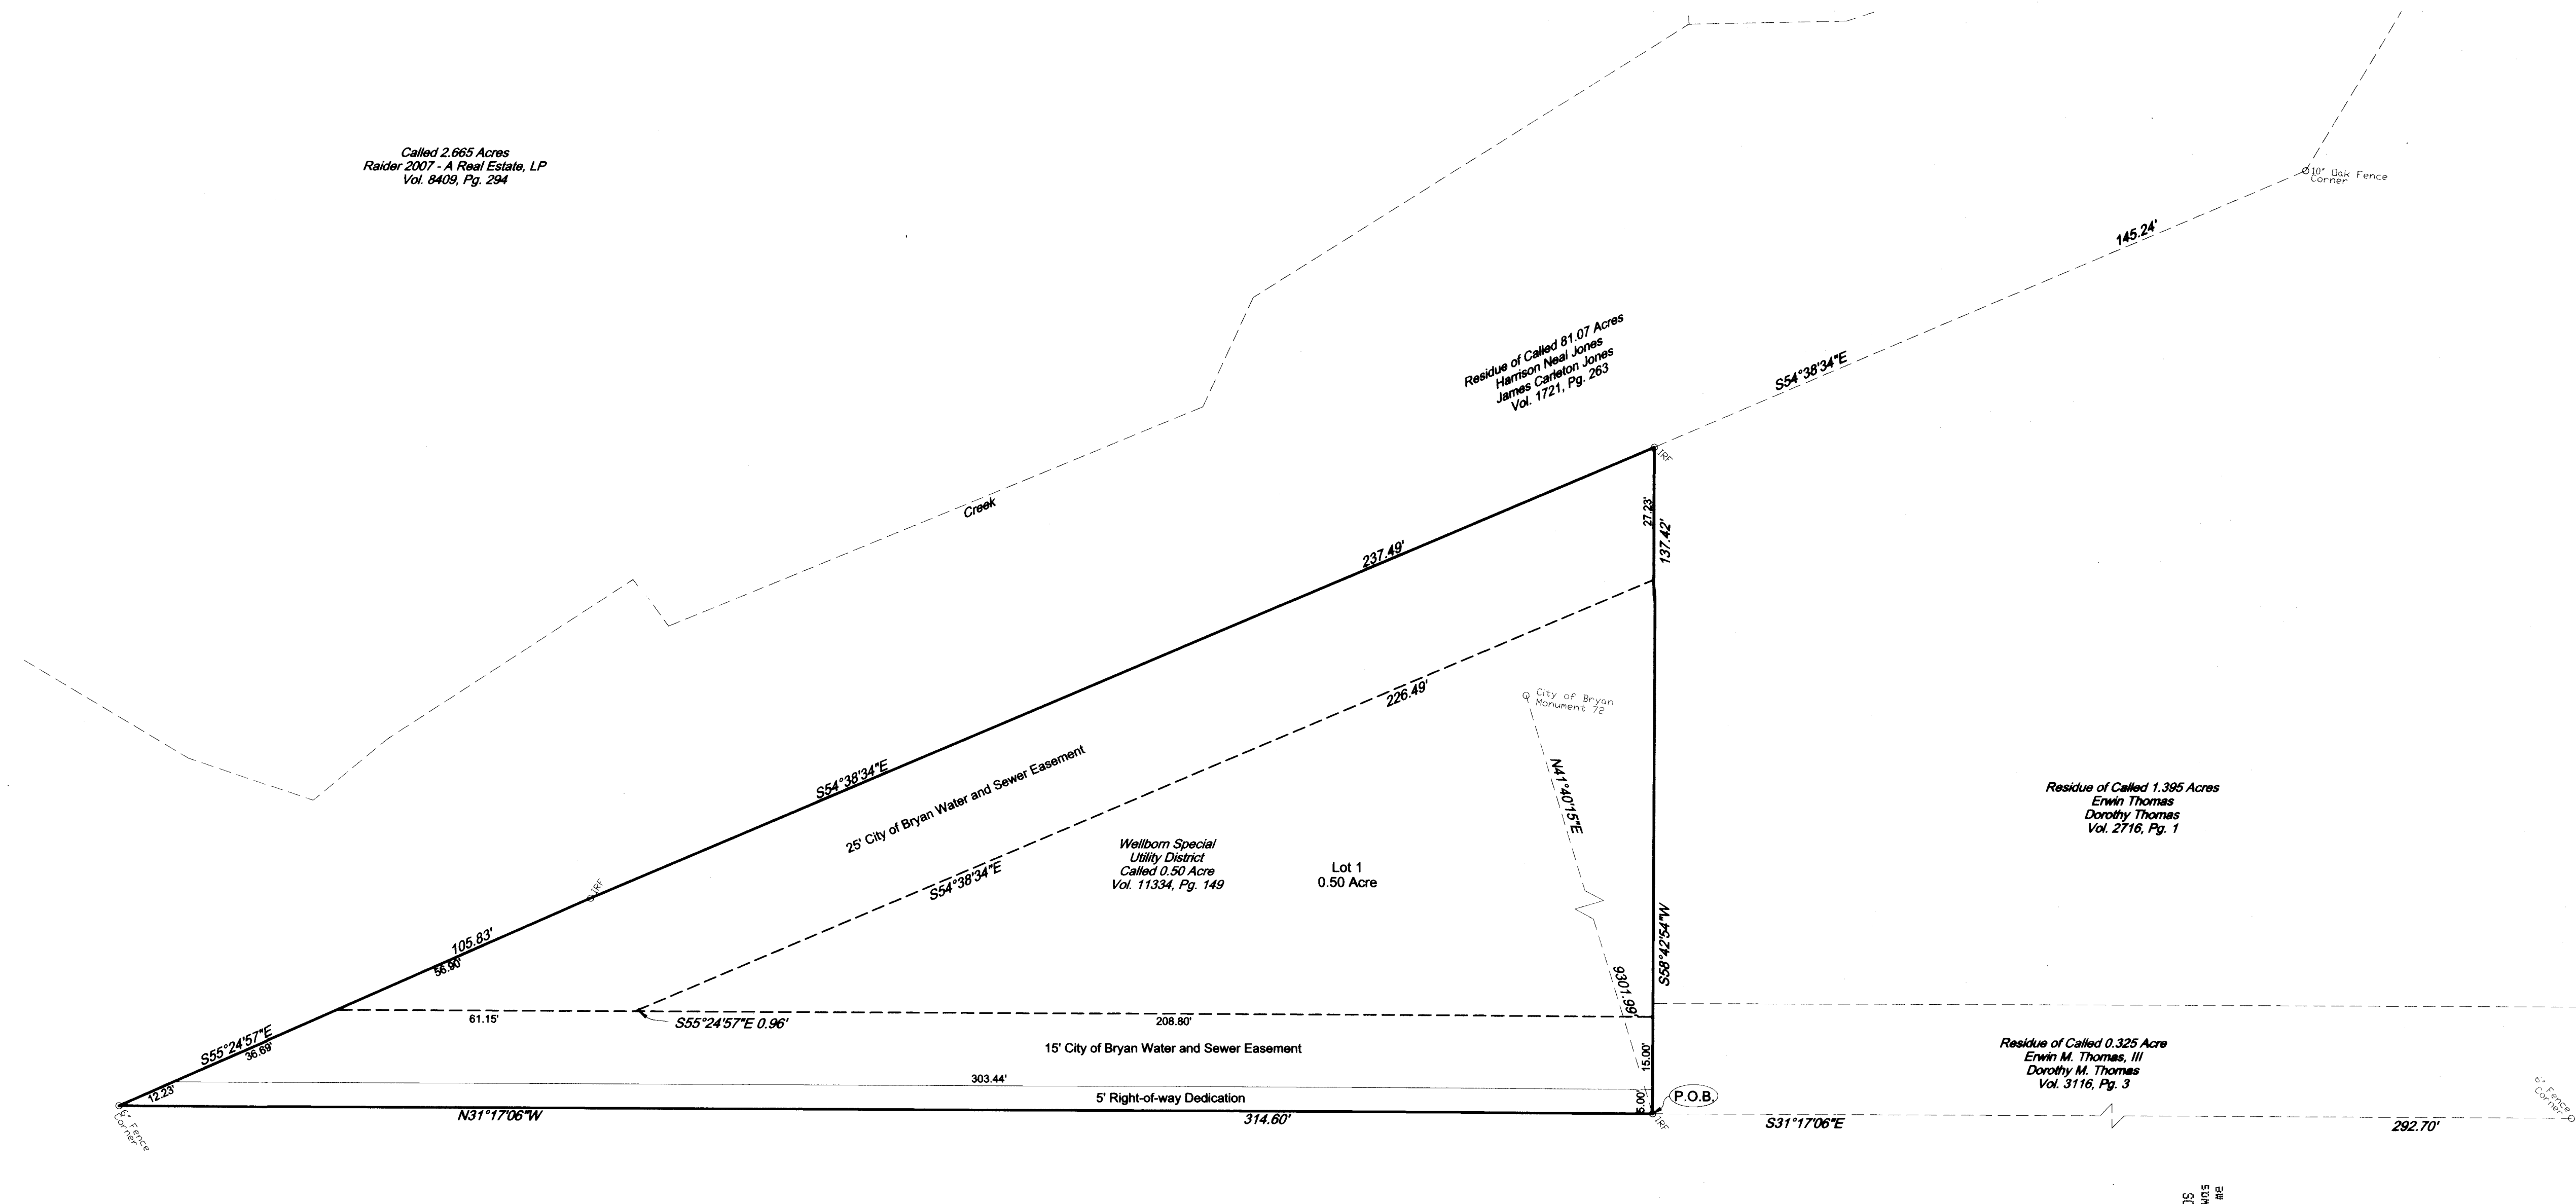 Called 2.665 Acres
Raider 2007 - A Real Estate, LP
Vol. 8409, Pg. 294
10" Oak Fence
Corner
145.24'
S54°38'34"E
Residue of Called 81.07 Acres
Harrison Neal Jones
James Carleton Jones
Vol. 1721, Pg. 263
IRF
Creek
27.23'
137.42'
237.49'
226.49'
City of Bryan
Monument 72
S54°38'34"E
25' City of Bryan Water and Sewer Easement
N41°40'15"E
Residue of Called 1.395 Acres
Erwin Thomas
Dorothy Thomas
Vol. 2716, Pg. 1
Wellborn Special
Utility District
Called 0.50 Acre
Vol. 11334, Pg. 149
Lot 1
0.50 Acre
S54°38'34"E
IRF
S58°42'54"W
105.83'
56.90'
9301.66'
61.15'
S55°24'57"E 0.96'
208.80'
S55°24'57"E
36.69'
15' City of Bryan Water and Sewer Easement
15.00'
Residue of Called 0.325 Acre
Erwin M. Thomas, III
Dorothy M. Thomas
Vol. 3116, Pg. 3
303.44'
12.23'
5' Right-of-way Dedication
5.00'
P.O.B.
6" Fence
Corner
N31°17'06"W
314.60'
IRF
S31°17'06"E
292.70'
6" Fence
Corner